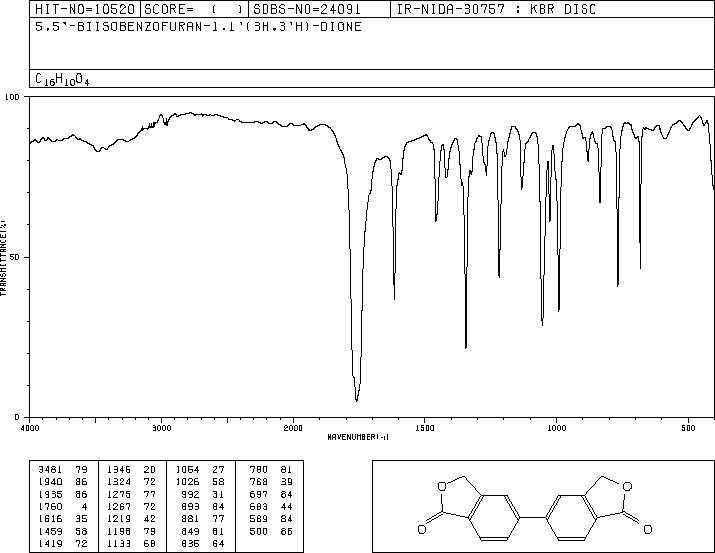 HIT-NO=10520 SCORE= ( ) SDBS-NO=24091 IR-NIDA-30757 : KBR DISC
5,5'-BIISOBENZOFURAN-1,1'(3H,3'H)-DIONE
C16H10O4
100
50
0
TRANSMITTANCE(%)
4000 3000 2000 1500 1000 500
WAVENUMBER(-1)
3481 79 1346 20 1054 27 780 81
1940 86 1324 72 1026 58 768 39
1935 86 1275 77 992 31 697 84
1760 4 1267 72 893 84 683 44
1616 35 1219 42 881 77 589 84
1459 58 1198 79 849 81 500 86
1419 72 1133 68 835 64
O O
O O